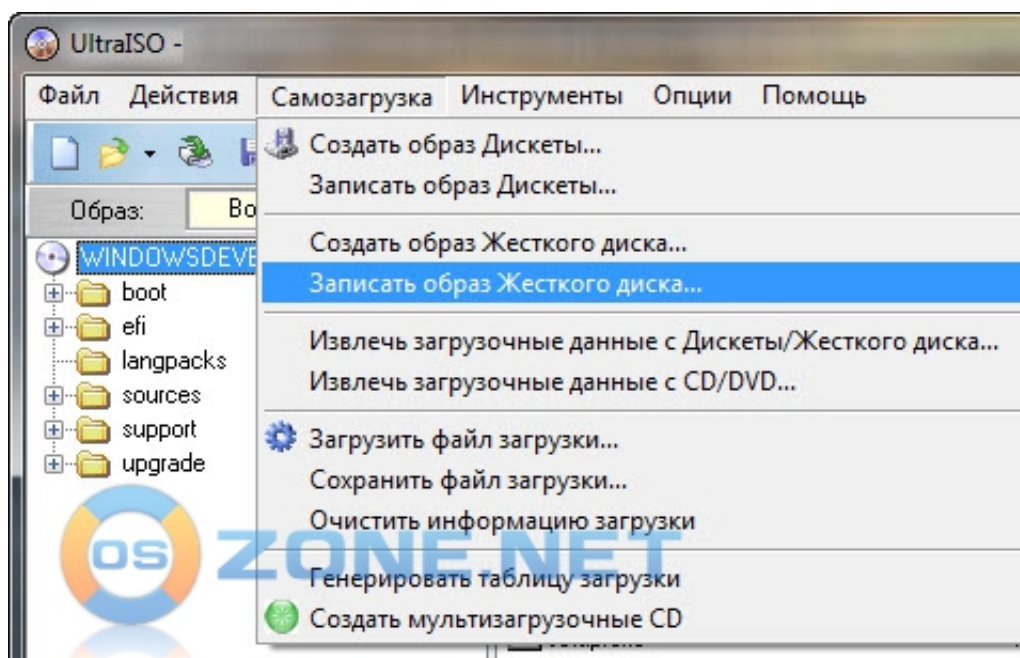 UltraISO -
Файл Действия Самозагрузка Инструменты Опции Помощь
Создать образ Дискеты...
Записать образ Дискеты...
Образ: Bo
Создать образ Жесткого диска...
WINDOWSDEVE
Записать образ Жесткого диска...
boot
efi
Извлечь загрузочные данные с Дискеты/Жесткого диска...
langpacks
Извлечь загрузочные данные с CD/DVD...
sources
support
Загрузить файл загрузки...
upgrade
Сохранить файл загрузки...
Очистить информацию загрузки
OS ZONE.NET
Генерировать таблицу загрузки
Создать мультизагрузочные CD